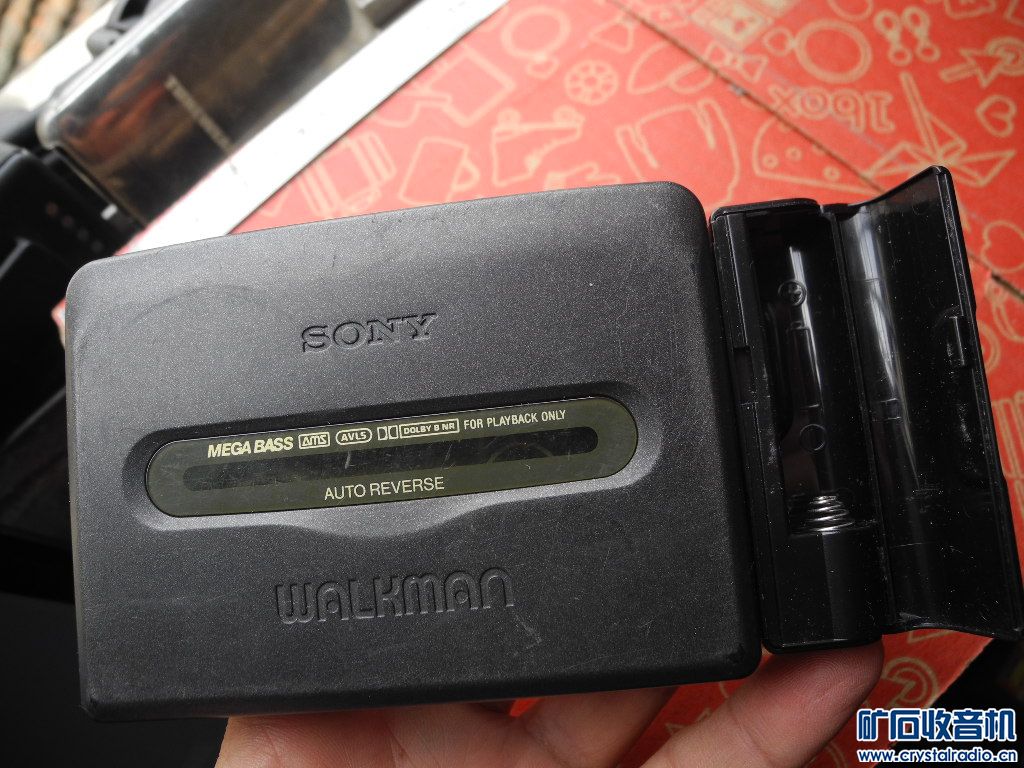 1box
SONY
MEGA BASS AMS AVLS DOLBY B NR FOR PLAYBACK ONLY
AUTO REVERSE
WALKMAN
矿石收音机
www.crystalradio.cn